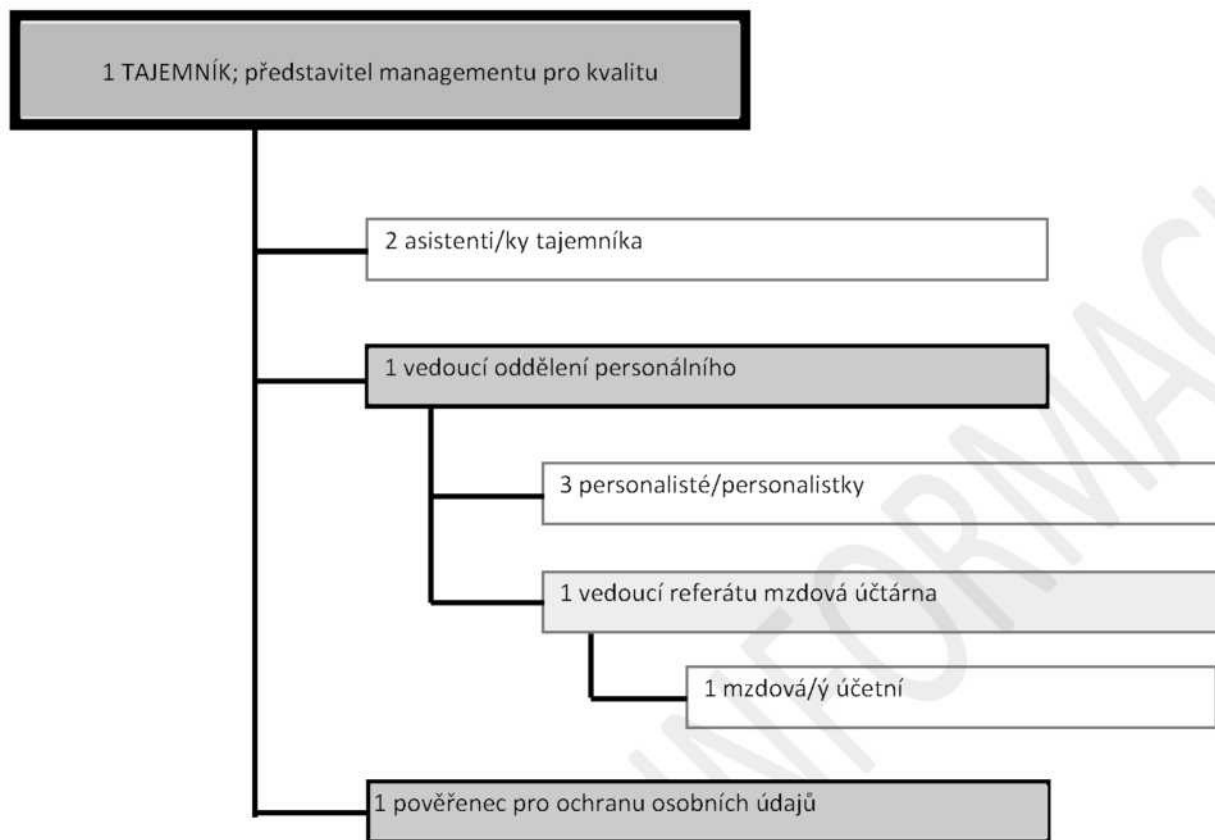 1 TAJEMNÍK; představitel managementu pro kvalitu
2 asistenti/ky tajemníka
1 vedoucí oddělení personálního
3 personalisté/personalistky
1 vedoucí referátu mzdová účtárna
1 mzdová/ý účetní
1 pověřenec pro ochranu osobních údajů